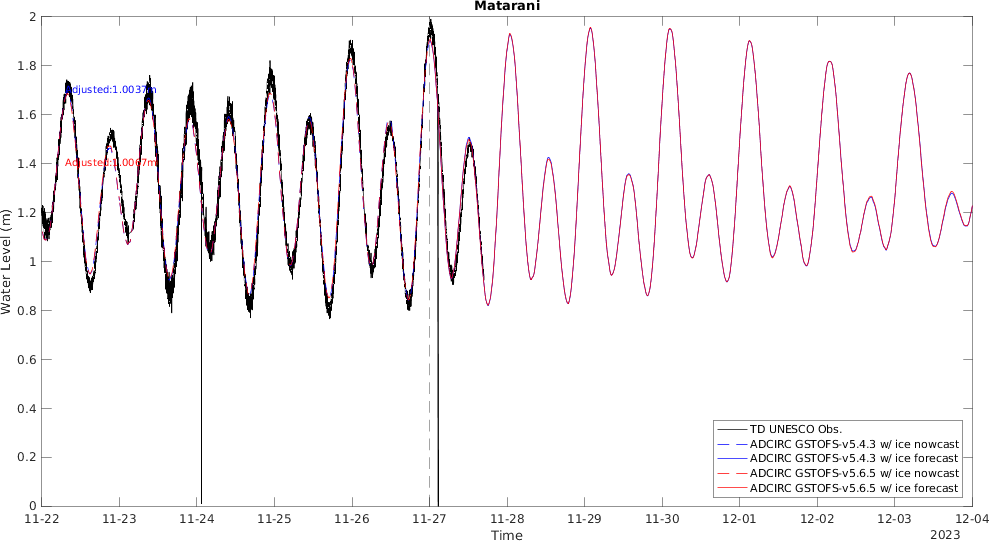 Matarani
2
1.8
1.6
1.4
1.2
1
0.8
0.6
0.4
0.2
0
Water Level (m)
Adjusted:1.0037m
Adjusted:1.0067m
TD UNESCO Obs.
ADCIRC GSTOFS-v5.4.3 w/ ice nowcast
ADCIRC GSTOFS-v5.4.3 w/ ice forecast
ADCIRC GSTOFS-v5.6.5 w/ ice nowcast
ADCIRC GSTOFS-v5.6.5 w/ ice forecast
11-22 11-23 11-24 11-25 11-26 11-27 11-28 11-29 11-30 12-01 12-02 12-03 12-04
Time
2023